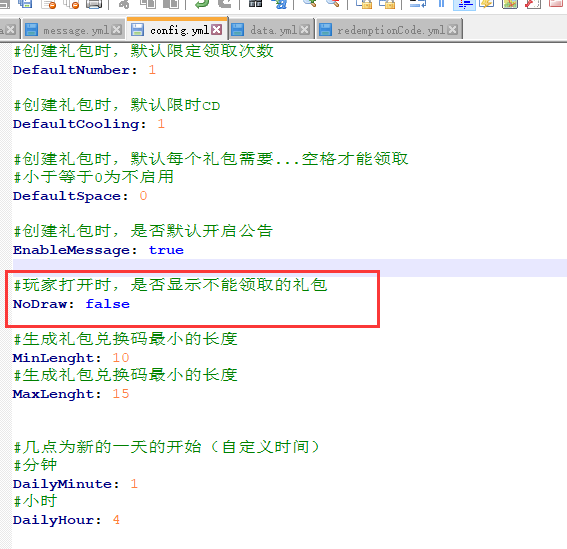 a
message.yml
config.yml
data.yml
redemptionCode.yml
#创建礼包时，默认限定领取次数
DefaultNumber: 1
#创建礼包时，默认限时CD
DefaultCooling: 1
#创建礼包时，默认每个礼包需要...空格才能领取
#小于等于0为不启用
DefaultSpace: 0
#创建礼包时，是否默认开启公告
EnableMessage: true
#玩家打开时，是否显示不能领取的礼包
NoDraw: false
#生成礼包兑换码最小的长度
MinLenght: 10
#生成礼包兑换码最小的长度
MaxLenght: 15
#几点为新的一天的开始（自定义时间）
#分钟
DailyMinute: 1
#小时
DailyHour: 4